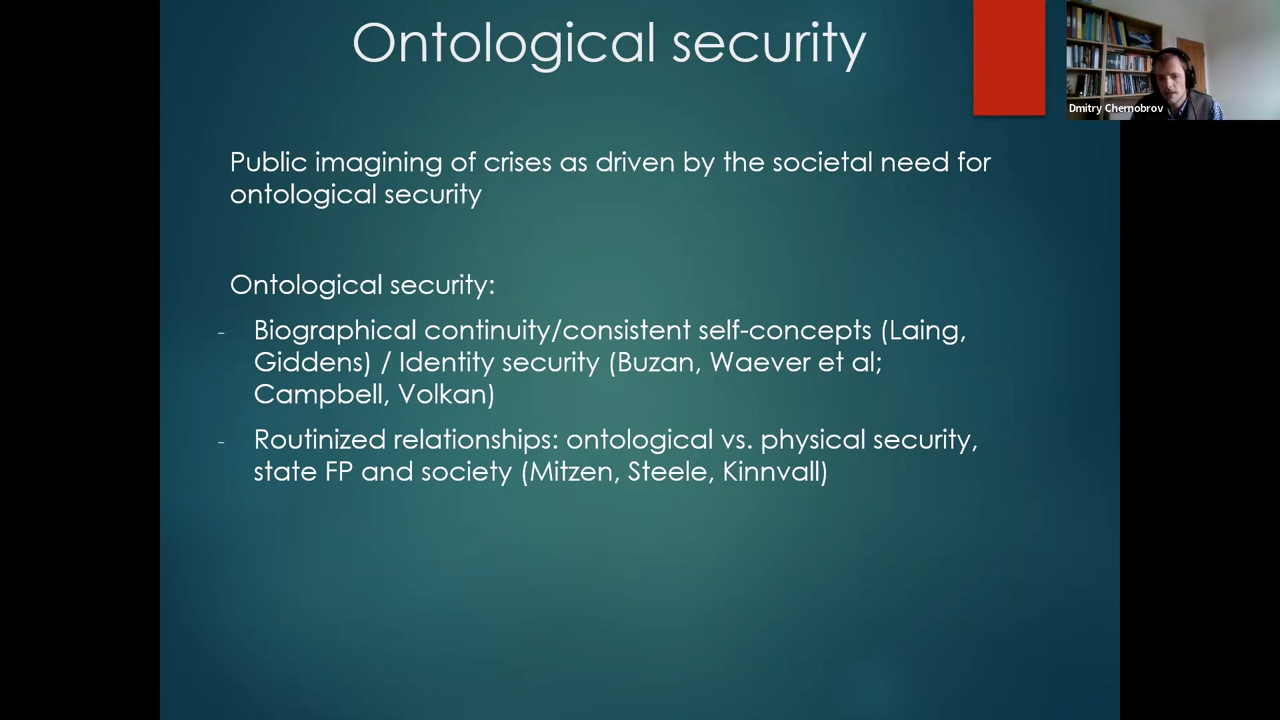 Ontological security
Dmitry Chernobrov
Public imagining of crises as driven by the societal need for
ontological security
Ontological security:
- Biographical continuity/consistent self-concepts (Laing,
Giddens) / Identity security (Buzan, Waever et al;
Campbell, Volkan)
- Routinized relationships: ontological vs. physical security,
state FP and society (Mitzen, Steele, Kinnvall)